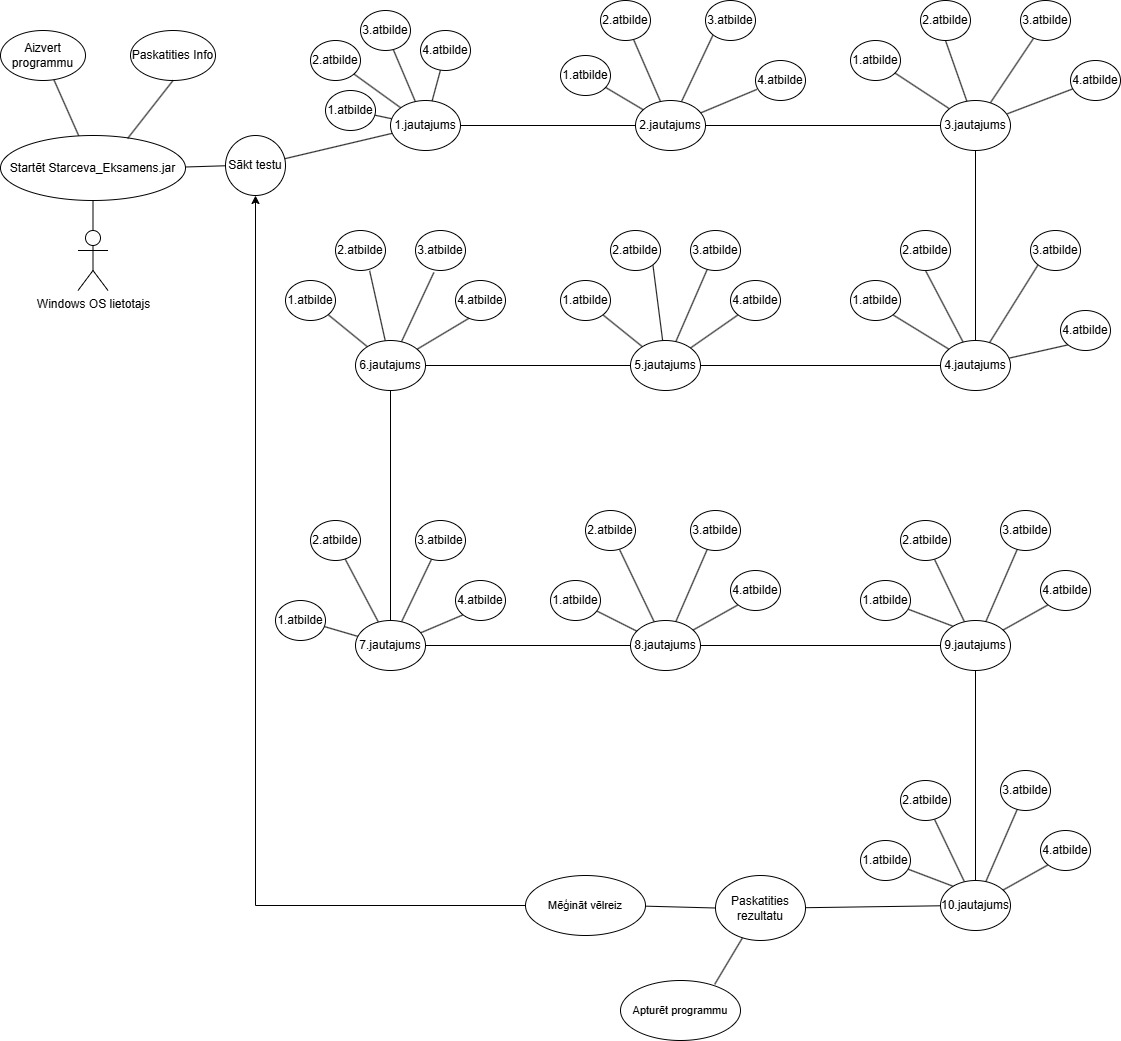 Aizvert
programmu
Paskatities Info
Startēt Starceva_Eksamens.jar
Windows OS lietotajs
Sākt testu
1.atbilde
2.atbilde
3.atbilde
4.atbilde
1.jautajums
1.atbilde
2.atbilde
3.atbilde
4.atbilde
2.jautajums
1.atbilde
2.atbilde
3.atbilde
4.atbilde
3.jautajums
1.atbilde
2.atbilde
3.atbilde
4.atbilde
4.jautajums
1.atbilde
2.atbilde
3.atbilde
4.atbilde
5.jautajums
1.atbilde
2.atbilde
3.atbilde
4.atbilde
6.jautajums
1.atbilde
2.atbilde
3.atbilde
4.atbilde
7.jautajums
1.atbilde
2.atbilde
3.atbilde
4.atbilde
8.jautajums
1.atbilde
2.atbilde
3.atbilde
4.atbilde
9.jautajums
1.atbilde
2.atbilde
3.atbilde
4.atbilde
10.jautajums
Paskatities
rezultatu
Mēģināt vēlreiz
Apturēt programmu